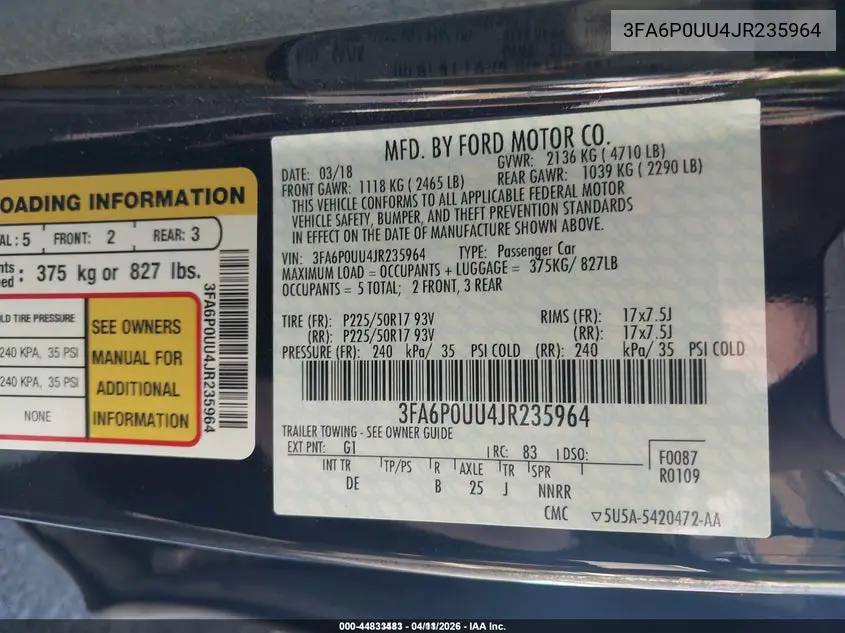 3FA6P0UU4JR235964
MFD. BY FORD MOTOR CO.
DATE: 03/18 GVWR: 2136 KG ( 4710 LB)
FRONT GAWR: 1118 KG ( 2465 LB) REAR GAWR: 1039 KG ( 2290 LB)
THIS VEHICLE CONFORMS TO ALL APPLICABLE FEDERAL MOTOR
VEHICLE SAFETY, BUMPER, AND THEFT PREVENTION STANDARDS
IN EFFECT ON THE DATE OF MANUFACTURE SHOWN ABOVE.
VIN: 3FA6P0UU4JR235964 TYPE: Passenger Car
MAXIMUM LOAD = OCCUPANTS + LUGGAGE = 375KG/ 827LB
OCCUPANTS = 5 TOTAL; 2 FRONT, 3 REAR
TIRE (FR): P225/50R17 93V RIMS (FR): 17x7.5J
(RR): P225/50R17 93V (RR): 17x7.5J
PRESSURE (FR): 240 kPa/ 35 PSI COLD (RR): 240 kPa/ 35 PSI COLD
3FA6P0UU4JR235964
TRAILER TOWING - SEE OWNER GUIDE
EXT PNT: G1 RC: 83 DSO:
F0087
R0109
INT TR TP/PS R AXLE TR SPR
DE B 25 J NNRR
CMC ▽5U5A-5420472-AA
OADING INFORMATION
AL: 5 FRONT: 2 REAR: 3
375 kg or 827 lbs.
LD TIRE PRESSURE
240 KPA, 35 PSI
240 KPA, 35 PSI
NONE
SEE OWNERS
MANUAL FOR
ADDITIONAL
INFORMATION
3FA6P0UU4JR235964
000-44833483 - 04/11/2026 - IAA Inc.